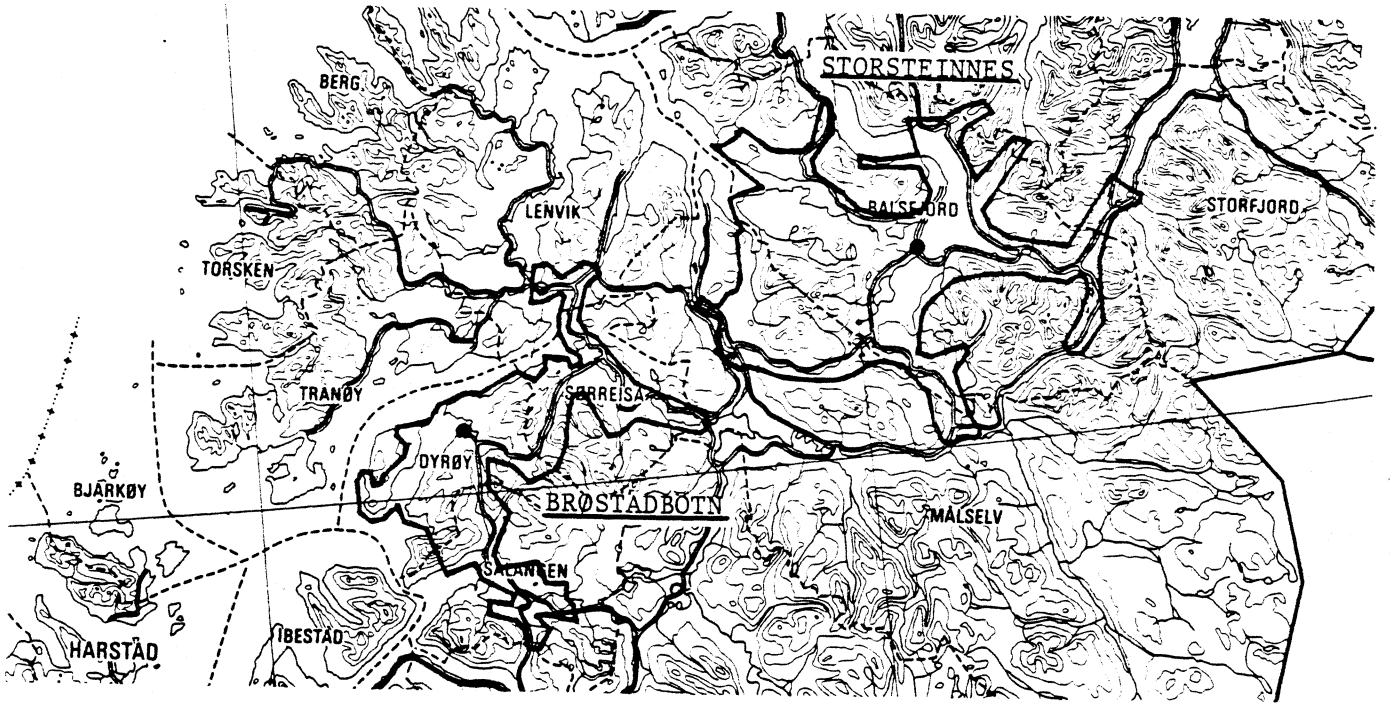 STORSTEINNES
BERG
LENVIK
BALSFJORD
STORFJORD
TORSKEN
TRANØY
SØRREISA
DYRØY
BJARKØY
BRØSTADBOTN
MÅLSELV
SALANGEN
IBESTAD
HARSTAD